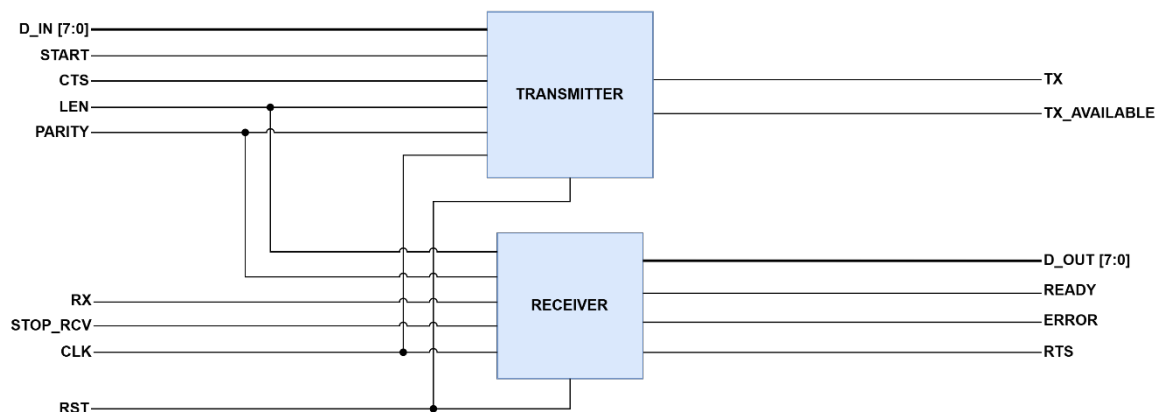 D_IN [7:0]
START
CTS
LEN
PARITY
TRANSMITTER
TX
TX_AVAILABLE
RX
STOP_RCV
CLK
RST
RECEIVER
D_OUT [7:0]
READY
ERROR
RTS